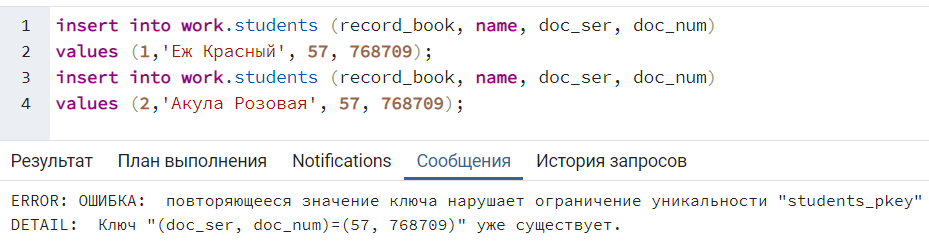 1 insert into work.students (record_book, name, doc_ser, doc_num)
2 values (1,'Еж Красный', 57, 768709);
3 insert into work.students (record_book, name, doc_ser, doc_num)
4 values (2,'Акула Розовая', 57, 768709);
Результат План выполнения Notifications Сообщения История запросов
ERROR: ОШИБКА:  повторяющееся значение ключа нарушает ограничение уникальности "students_pkey"
DETAIL:  Ключ "(doc_ser, doc_num)=(57, 768709)" уже существует.